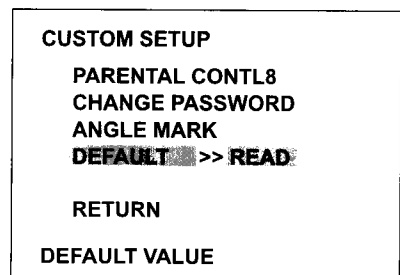 CUSTOM SETUP
PARENTAL CONTL8
CHANGE PASSWORD
ANGLE MARK
DEFAULT >> READ
RETURN
DEFAULT VALUE